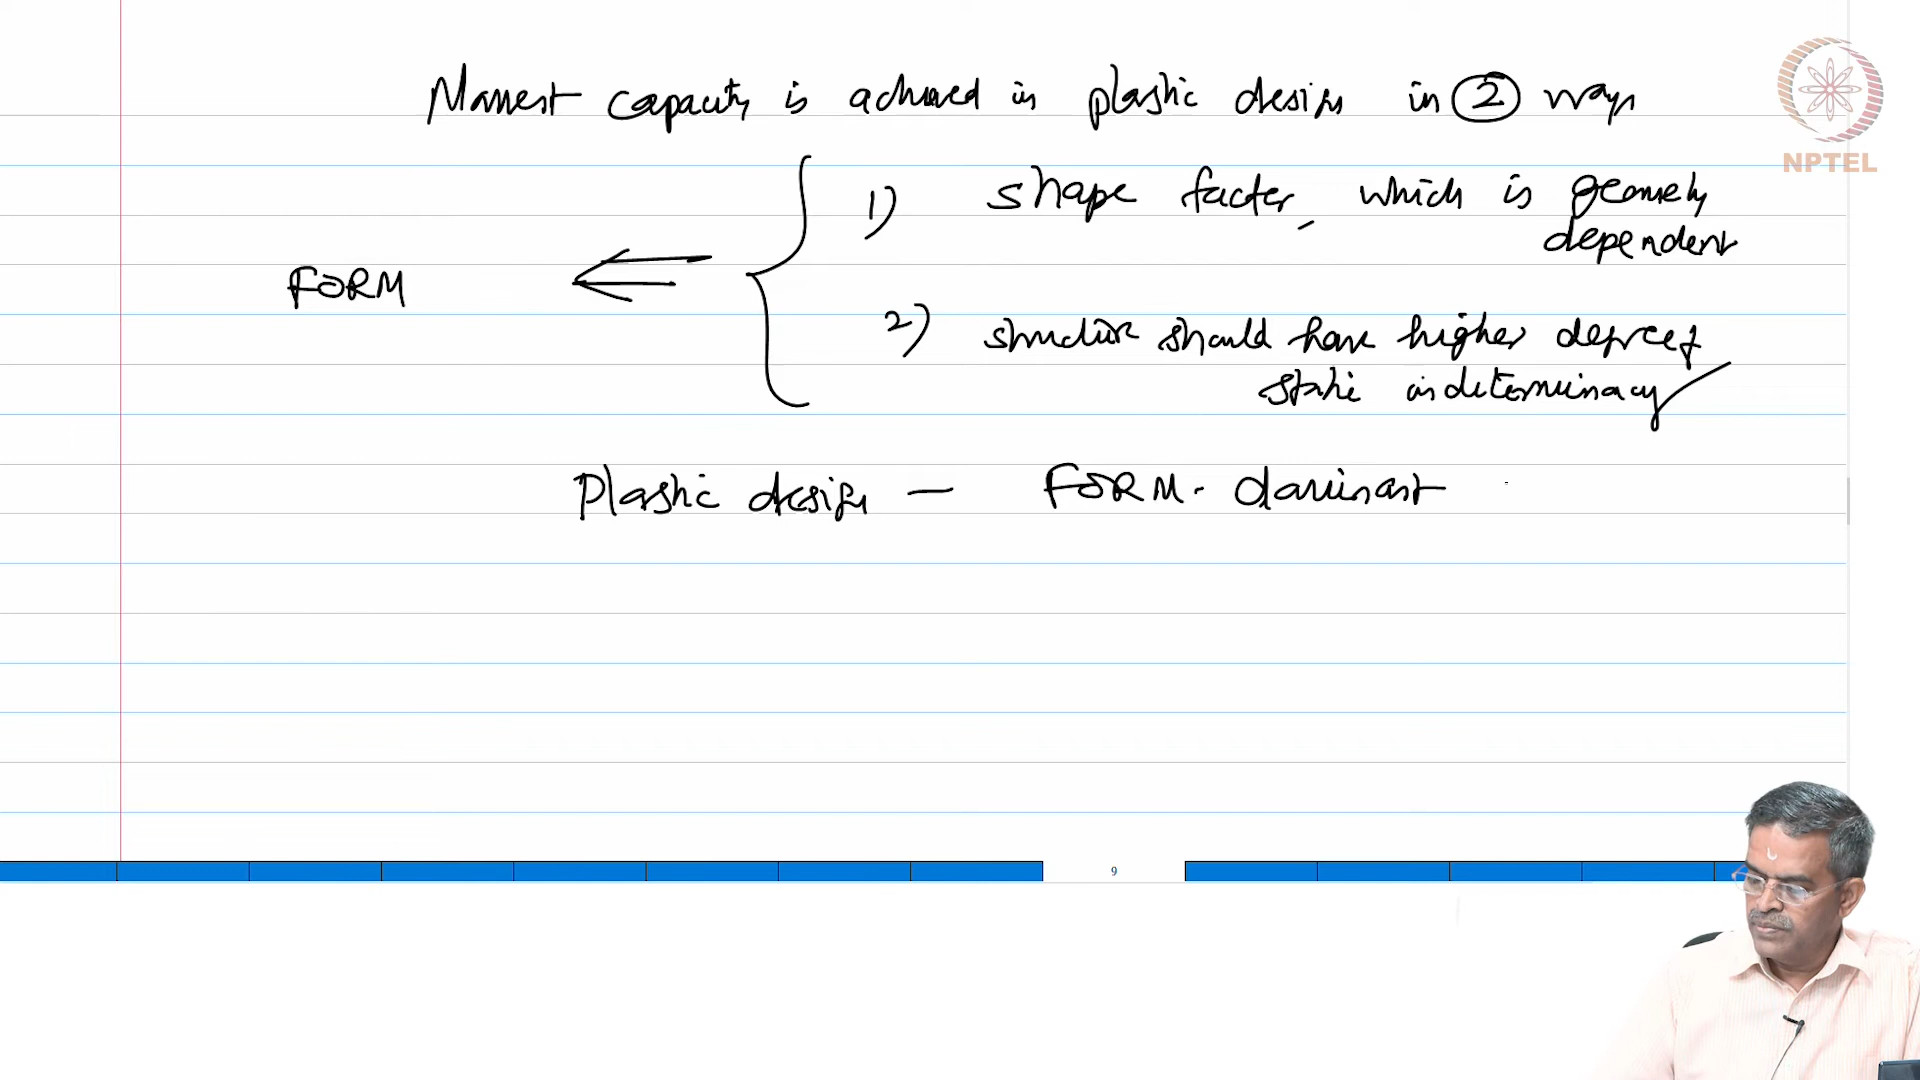 Moment capacity is achieved in plastic design in 2 ways
NPTEL
1) shape factor, which is geometry
dependent
FORM
2) structure should have higher degree of
static indeterminacy
Plastic design - FORM-dominant
9